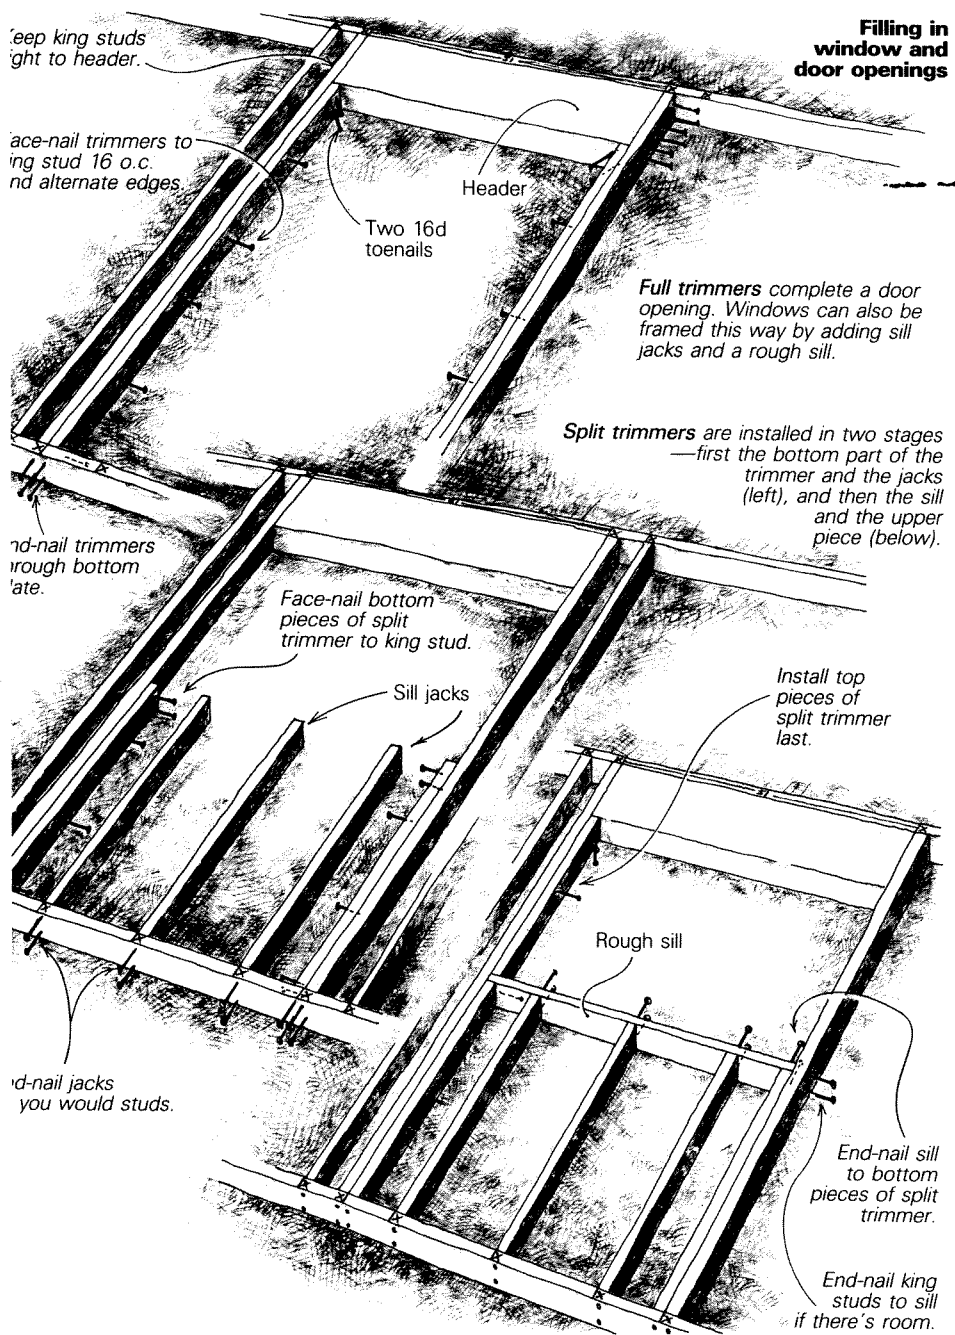 Filling in
window and
door openings
eep king studs
ght to header.
ace-nail trimmers to
ng stud 16 o.c.
nd alternate edges.
Header
Two 16d
toenails
Full trimmers complete a door
opening. Windows can also be
framed this way by adding sill
jacks and a rough sill.
Split trimmers are installed in two stages
—first the bottom part of the
trimmer and the jacks
(left), and then the sill
and the upper
piece (below).
nd-nail trimmers
hrough bottom
late.
Face-nail bottom
pieces of split
trimmer to king stud.
Sill jacks
Install top
pieces of
split trimmer
last.
Rough sill
d-nail jacks
you would studs.
End-nail sill
to bottom
pieces of split
trimmer.
End-nail king
studs to sill
if there's room.